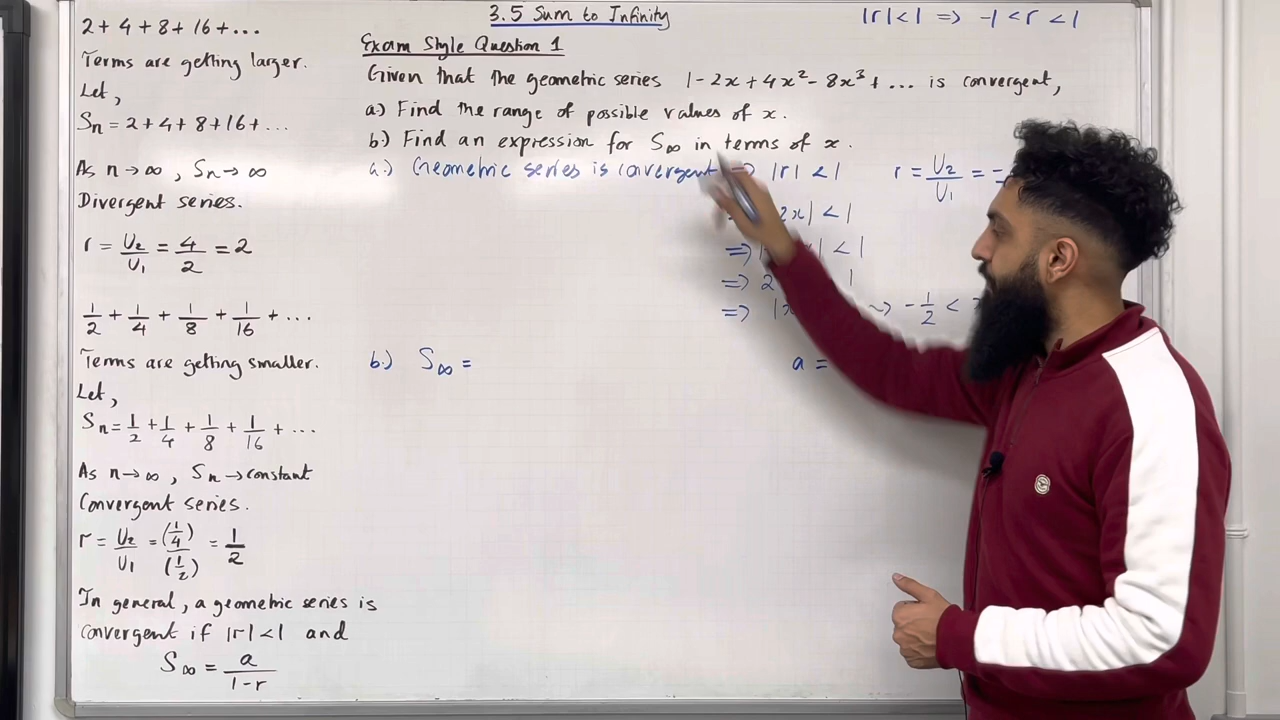 3.5 Sum to Infinity
|r| < 1 => -1 < r < 1
2 + 4 + 8 + 16 + ...
Terms are getting larger.
Let,
Sn = 2 + 4 + 8 + 16 + ...
As n → ∞ , Sn → ∞
Divergent series.
r = U2/U1 = 4/2 = 2
1/2 + 1/4 + 1/8 + 1/16 + ...
Terms are getting smaller.
Let,
Sn = 1/2 + 1/4 + 1/8 + 1/16 + ...
As n → ∞ , Sn → constant
Convergent series.
r = U2/U1 = (1/4)/(1/2) = 1/2
In general, a geometric series is
convergent if |r| < 1 and
S∞ = a/(1-r)
Exam Style Question 1
Given that the geometric series 1 - 2x + 4x² - 8x³ + ... is convergent,
a.) Find the range of possible values of x.
b.) Find an expression for S∞ in terms of x.
a.) Geometric series is convergent => |r| < 1 r = U2/U1 = -
2x| < 1
=> | | < 1
=> 2 1
=> |x ~> -1/2 <
b.) S∞ = a =